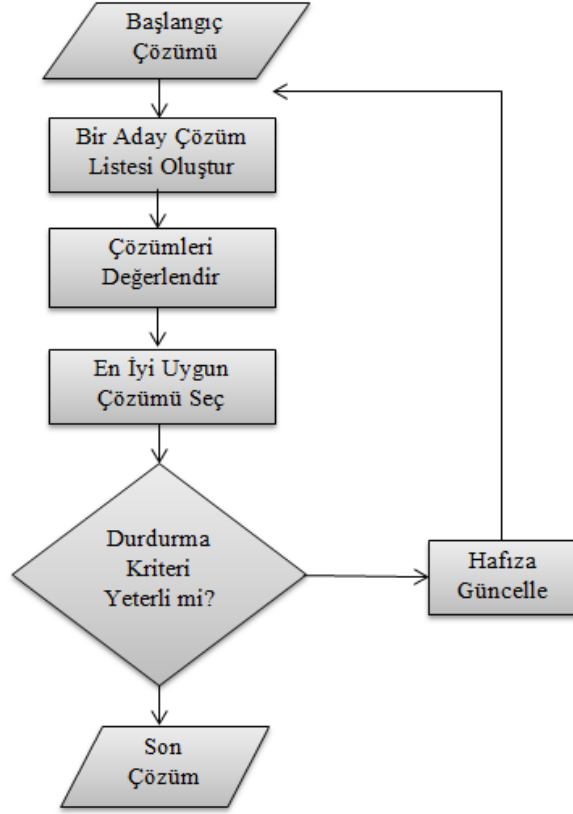 Başlangıç
Çözümü
Bir Aday Çözüm
Listesi Oluştur
Çözümleri
Değerlendir
En İyi Uygun
Çözümü Seç
Durdurma
Kriteri
Yeterli mi?
Hafıza
Güncelle
Son
Çözüm